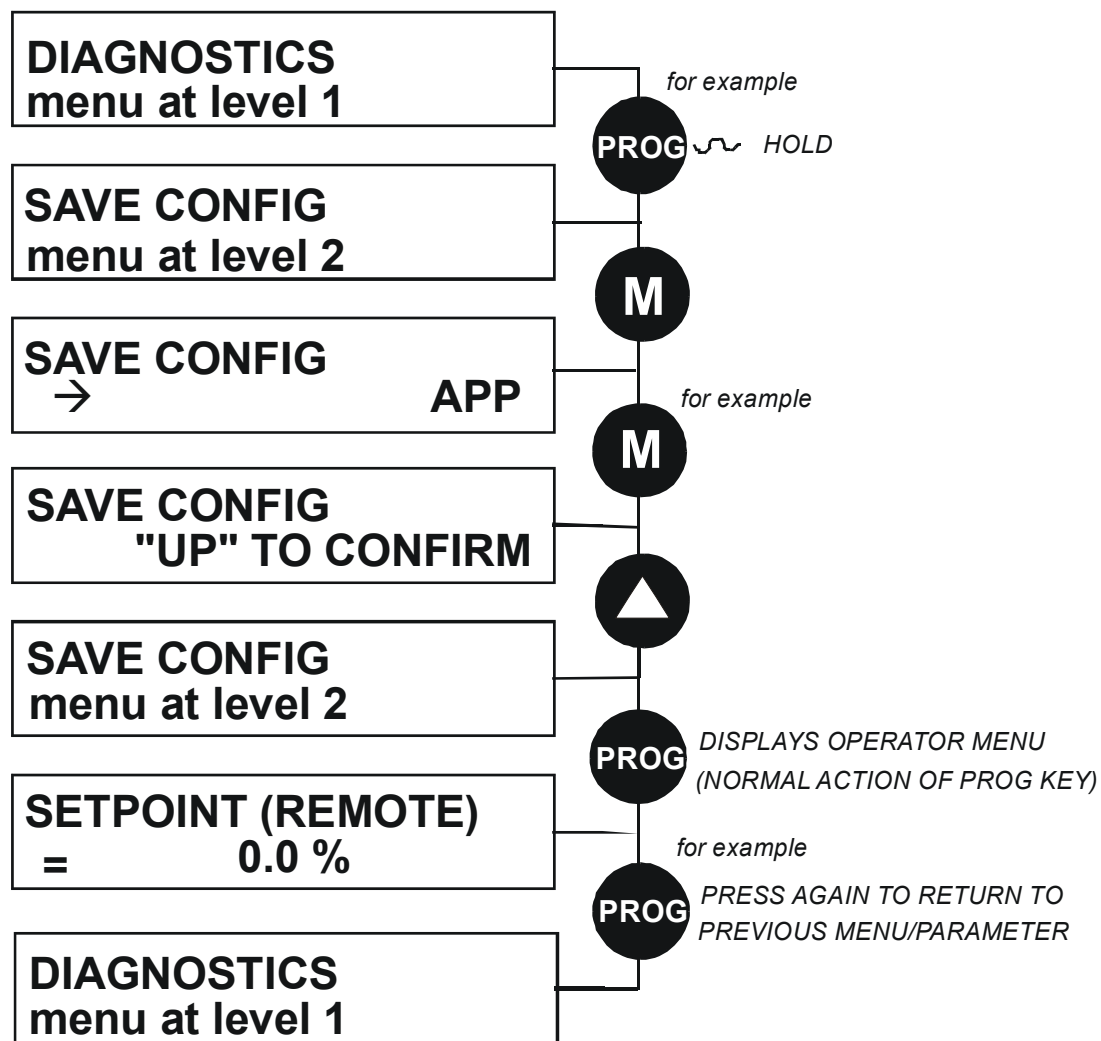 DIAGNOSTICS
menu at level 1
for example
PROG
HOLD
SAVE CONFIG
menu at level 2
M
SAVE CONFIG
→ APP
for example
M
SAVE CONFIG
"UP" TO CONFIRM
SAVE CONFIG
menu at level 2
PROG
DISPLAYS OPERATOR MENU
(NORMAL ACTION OF PROG KEY)
SETPOINT (REMOTE)
= 0.0 %
for example
PROG
PRESS AGAIN TO RETURN TO
PREVIOUS MENU/PARAMETER
DIAGNOSTICS
menu at level 1